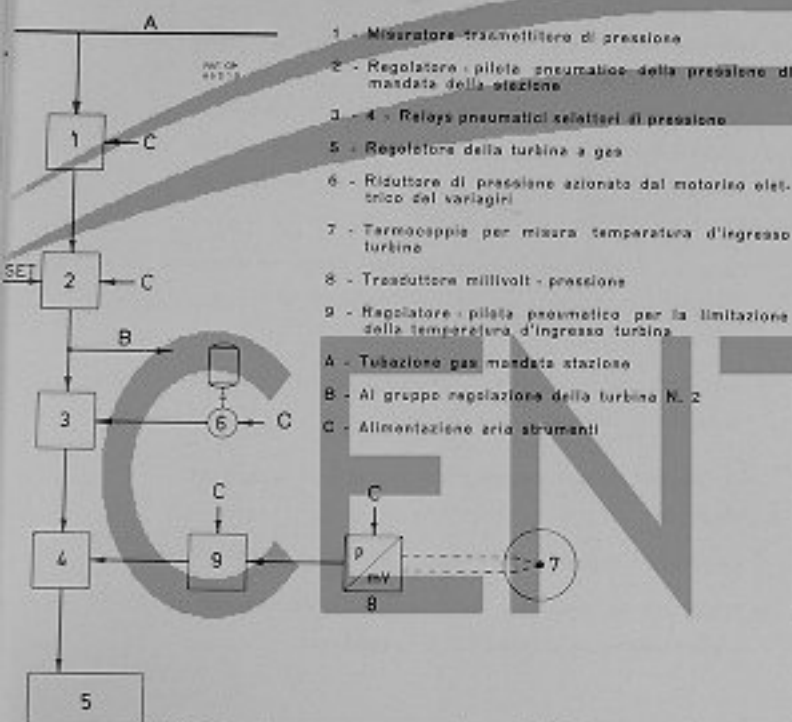 A
1 - Misuratore trasmettitore di pressione
2 - Regolatore - pilota pneumatico della pressione di
mandata della stazione
1
C
3 - 4 - Relays pneumatici selettori di pressione
5 - Regolatore della turbina a gas
6 - Riduttore di pressione azionato dal motorino elet-
trico del variagiri
7 - Termocoppie per misura temperatura d'ingresso
turbina
SET
2
C
8 - Trasduttore millivolt - pressione
9 - Regolatore - pilota pneumatico per la limitazione
della temperatura d'ingresso turbina
B
A - Tubazione gas mandata stazione
B - Al gruppo regolazione della turbina N. 2
3
6
C
C - Alimentazione aria strumenti
CENT
C
C
4
9
p
mV
7
8
5